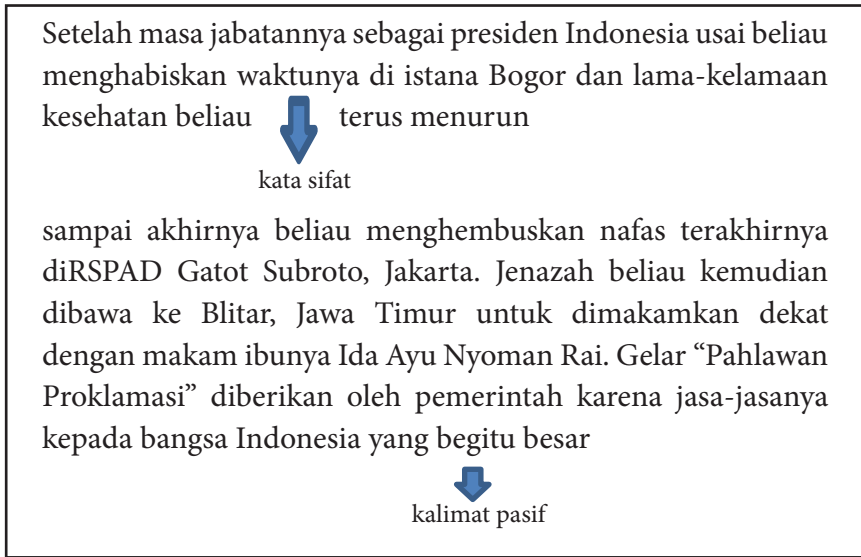 Setelah masa jabatannya sebagai presiden Indonesia usai beliau
menghabiskan waktunya di istana Bogor dan lama-kelamaan
kesehatan beliau terus menurun
kata sifat
sampai akhirnya beliau menghembuskan nafas terakhirnya
diRSPAD Gatot Subroto, Jakarta. Jenazah beliau kemudian
dibawa ke Blitar, Jawa Timur untuk dimakamkan dekat
dengan makam ibunya Ida Ayu Nyoman Rai. Gelar “Pahlawan
Proklamasi” diberikan oleh pemerintah karena jasa-jasanya
kepada bangsa Indonesia yang begitu besar
kalimat pasif